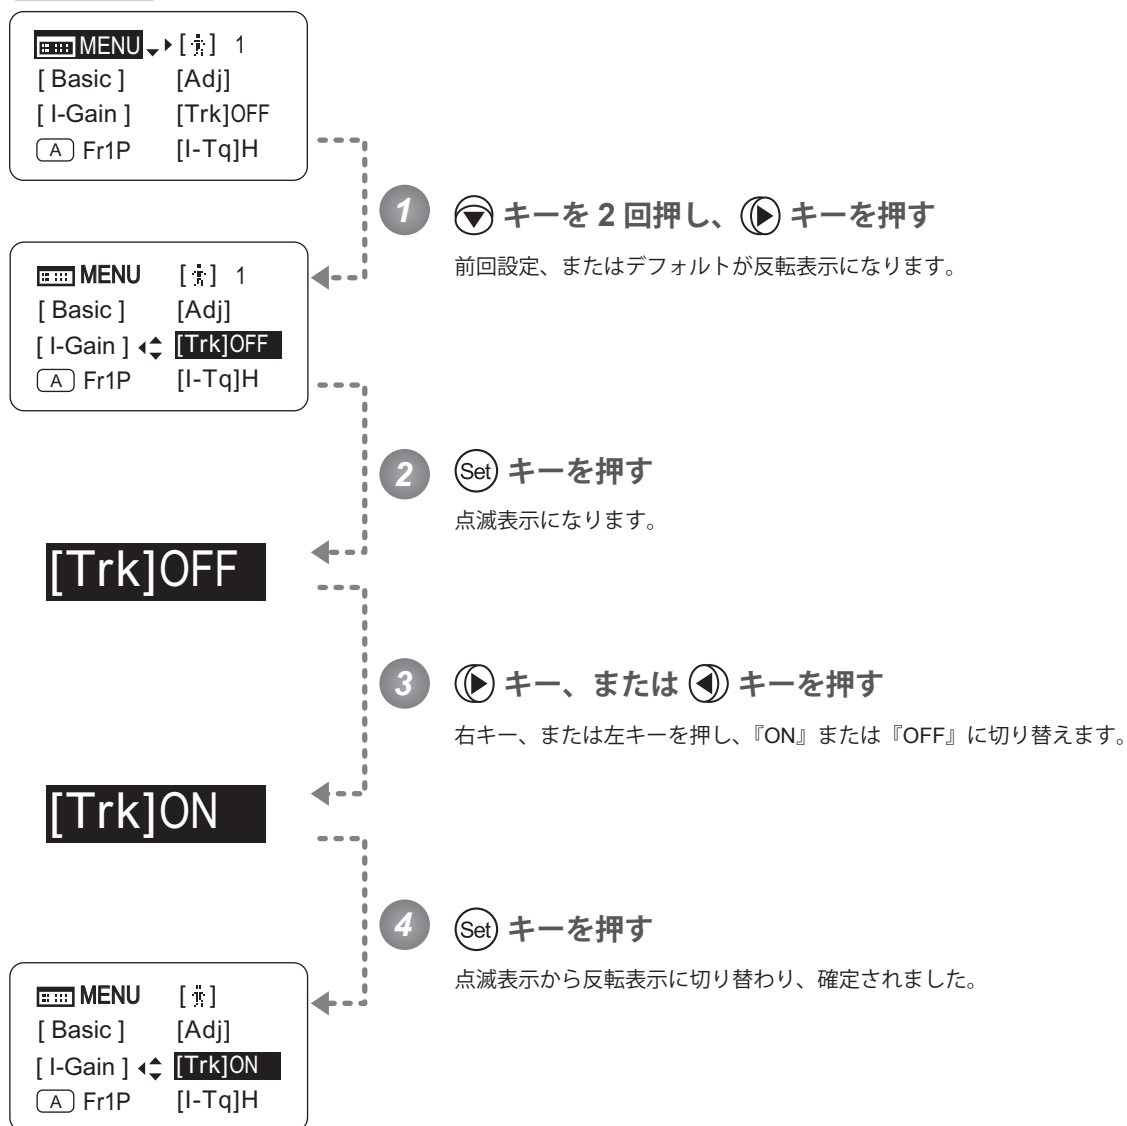 MENU [ ] 1
[ Basic ] [Adj]
[ I-Gain ] [Trk]OFF
A Fr1P [I-Tq]H
1 キーを 2 回押し、 キーを押す
前回設定、またはデフォルトが反転表示になります。
MENU [ ] 1
[ Basic ] [Adj]
[ I-Gain ] [Trk]OFF
A Fr1P [I-Tq]H
2 Set キーを押す
点滅表示になります。
[Trk]OFF
3 キー、または キーを押す
右キー、または左キーを押し、『ON』または『OFF』に切り替えます。
[Trk]ON
4 Set キーを押す
点滅表示から反転表示に切り替わり、確定されました。
MENU [ ]
[ Basic ] [Adj]
[ I-Gain ] [Trk]ON
A Fr1P [I-Tq]H